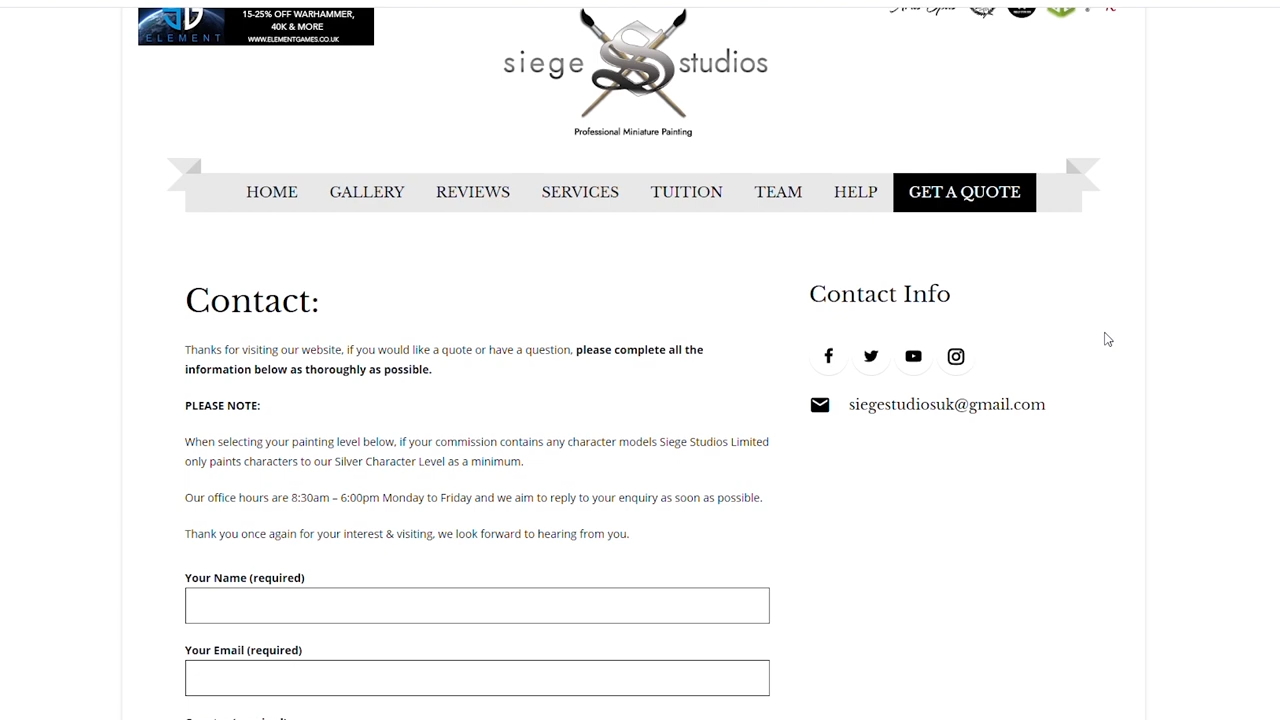 15-25% OFF WARHAMMER,
40K & MORE
ELEMENT
WWW.ELEMENTGAMES.CO.UK
siege studios
Professional Miniature Painting
HOME GALLERY REVIEWS SERVICES TUITION TEAM HELP GET A QUOTE
Contact:
Thanks for visiting our website, if you would like a quote or have a question, please complete all the
information below as thoroughly as possible.
PLEASE NOTE:
When selecting your painting level below, if your commission contains any character models Siege Studios Limited
only paints characters to our Silver Character Level as a minimum.
Our office hours are 8:30am – 6:00pm Monday to Friday and we aim to reply to your enquiry as soon as possible.
Thank you once again for your interest & visiting, we look forward to hearing from you.
Your Name (required)
Your Email (required)
Contact Info
siegestudiosuk@gmail.com